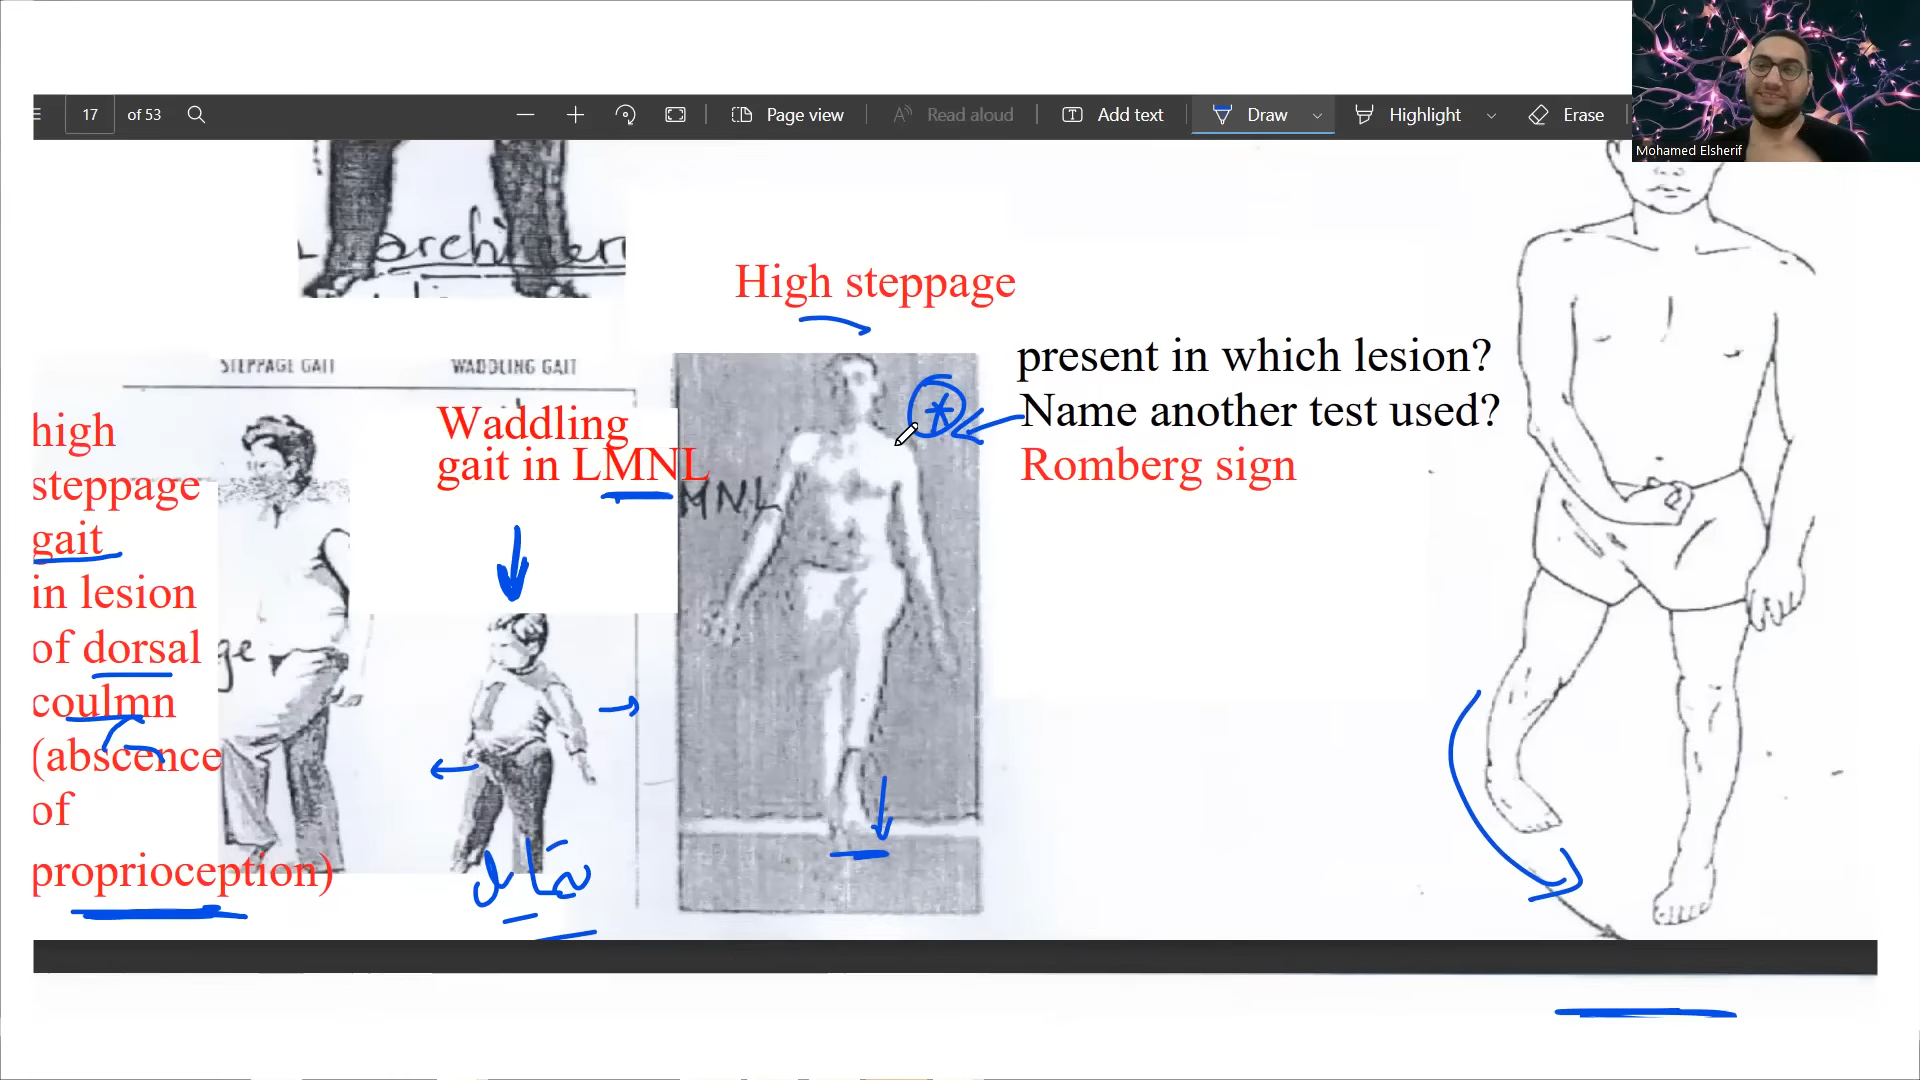 17 of 53 Page view Read aloud Add text Draw Highlight Erase
Mohamed Elsherif
High steppage
present in which lesion?
Name another test used?
Romberg sign
STEPPAGE GAIT
WADDLING GAIT
high
steppage
gait
in lesion
of dorsal
coulmn
(abscence
of
proprioception)
Waddling
gait in LMNL
MNL